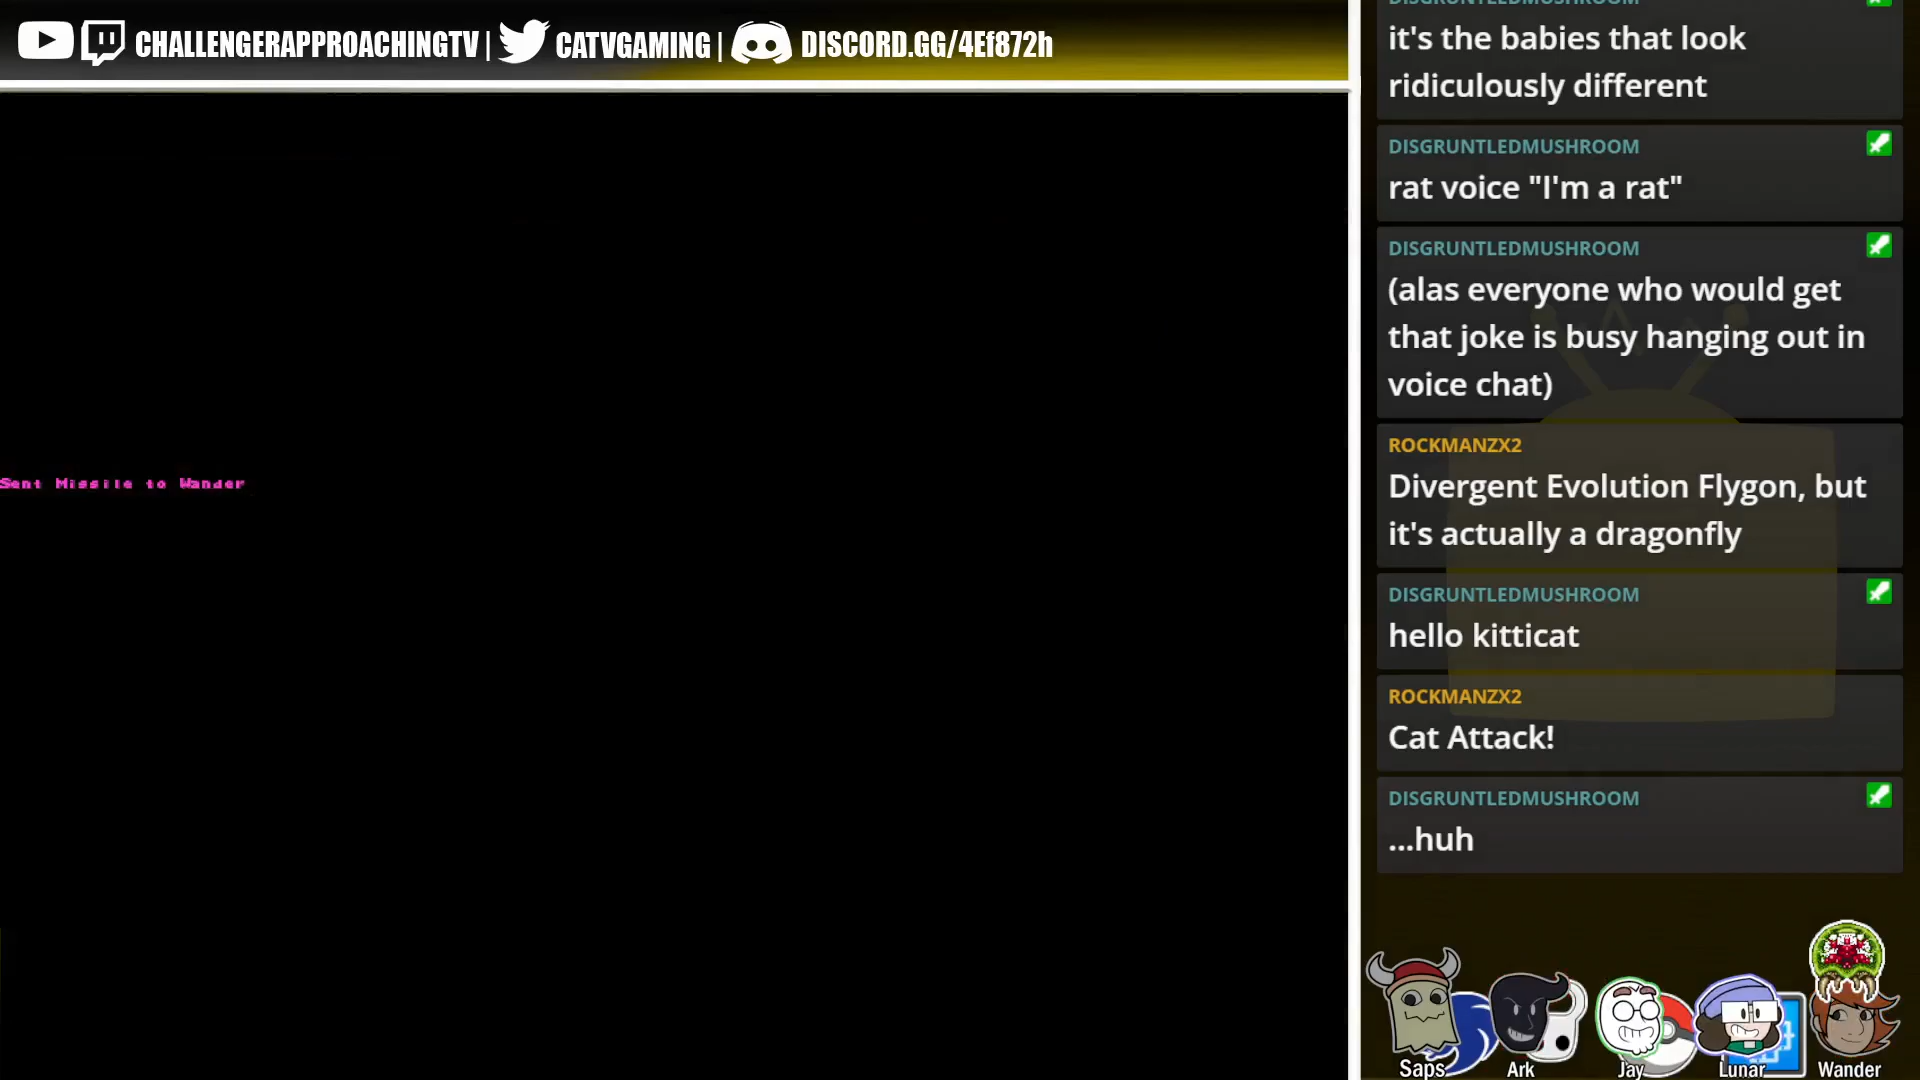 CHALLENGERAPPROACHINGTV | CATVGAMING | DISCORD.GG/4Ef872h
Sent Missile to Wander
DISGRUNTLEDMUSHROOM
it's the babies that look
ridiculously different
DISGRUNTLEDMUSHROOM
rat voice "I'm a rat"
DISGRUNTLEDMUSHROOM
(alas everyone who would get
that joke is busy hanging out in
voice chat)
ROCKMANZX2
Divergent Evolution Flygon, but
it's actually a dragonfly
DISGRUNTLEDMUSHROOM
hello kitticat
ROCKMANZX2
Cat Attack!
DISGRUNTLEDMUSHROOM
...huh
Saps Ark Jay Lunar Wander